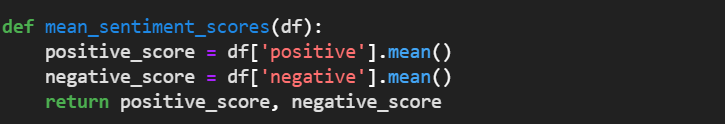 def mean_sentiment_scores(df):
    positive_score = df['positive'].mean()
    negative_score = df['negative'].mean()
    return positive_score, negative_score